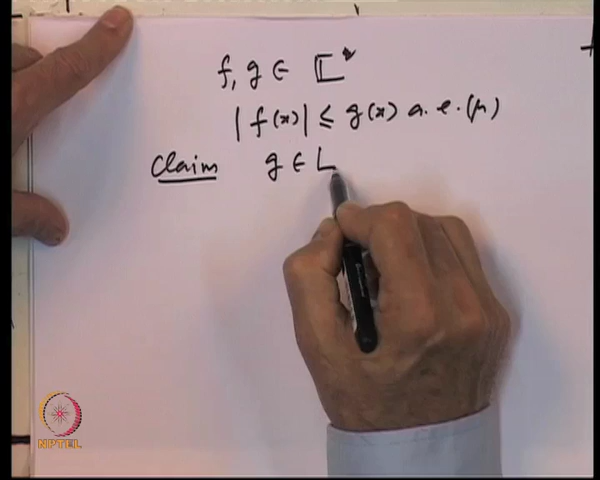 f, g ∈ 𝕃*
|f(x)| ≤ g(x) a.e. (μ)
Claim g ∈ L
NPTEL